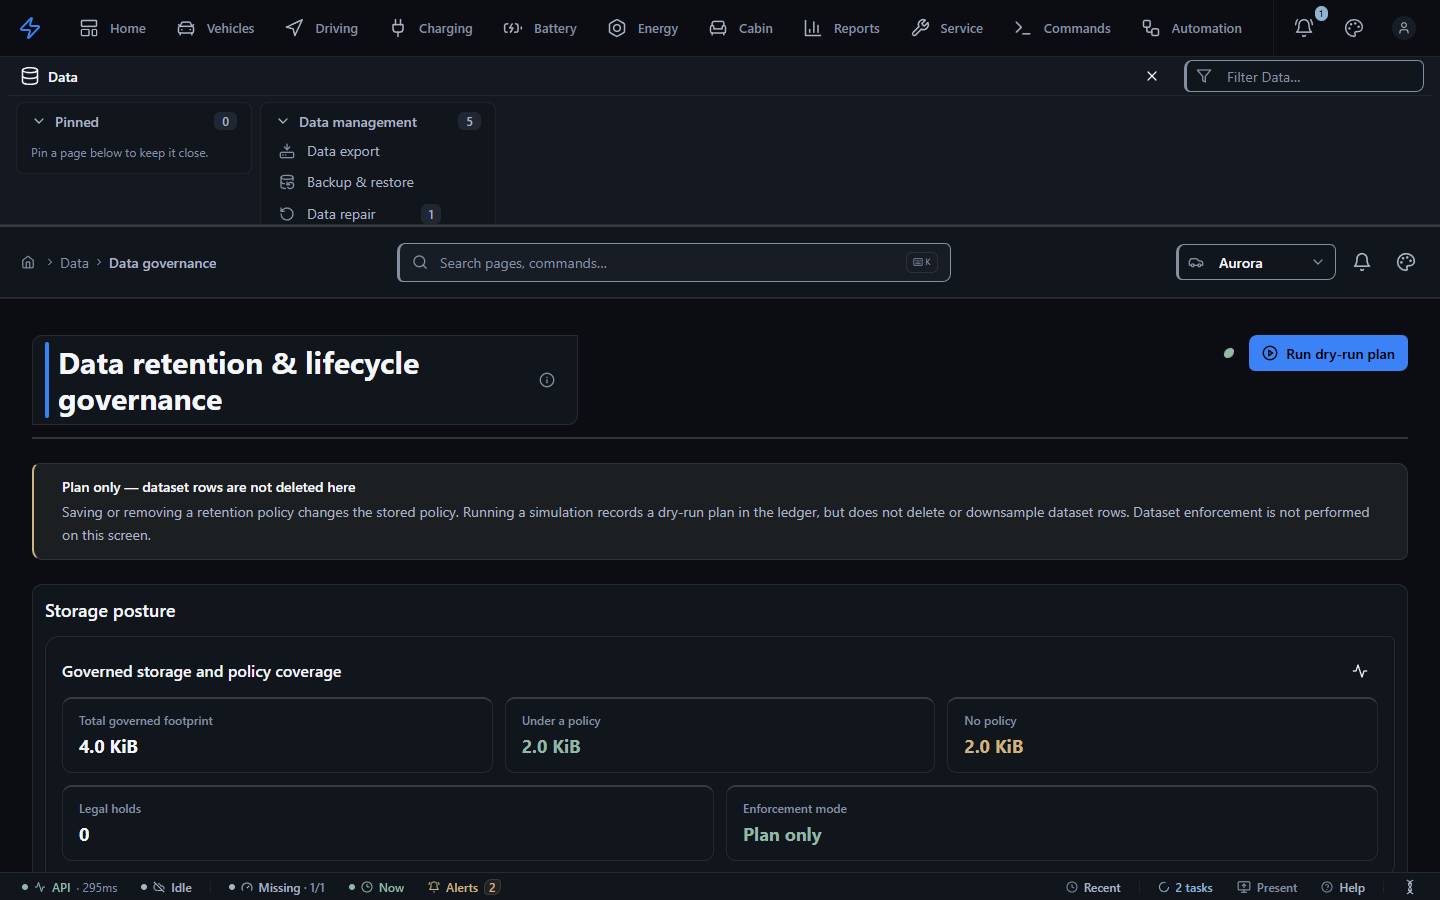 Home
Vehicles
Driving
Charging
Battery
Energy
Cabin
Reports
Service
Commands
Automation
1
Data
Filter Data...
Pinned
0
Pin a page below to keep it close.
Data management
5
Data export
Backup & restore
Data repair
1
Data
Data governance
Search pages, commands...
K
Aurora
Data retention & lifecycle
governance
Run dry-run plan
Plan only — dataset rows are not deleted here
Saving or removing a retention policy changes the stored policy. Running a simulation records a dry-run plan in the ledger, but does not delete or downsample dataset rows. Dataset enforcement is not performed
on this screen.
Storage posture
Governed storage and policy coverage
Total governed footprint
4.0 KiB
Under a policy
2.0 KiB
No policy
2.0 KiB
Legal holds
0
Enforcement mode
Plan only
API · 295ms
Idle
Missing · 1/1
Now
Alerts
2
Recent
2 tasks
Present
Help